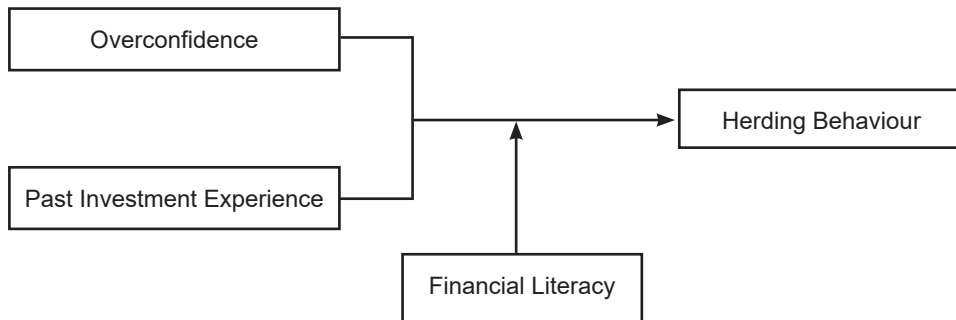 Overconfidence
Herding Behaviour
Past Investment Experience
Financial Literacy